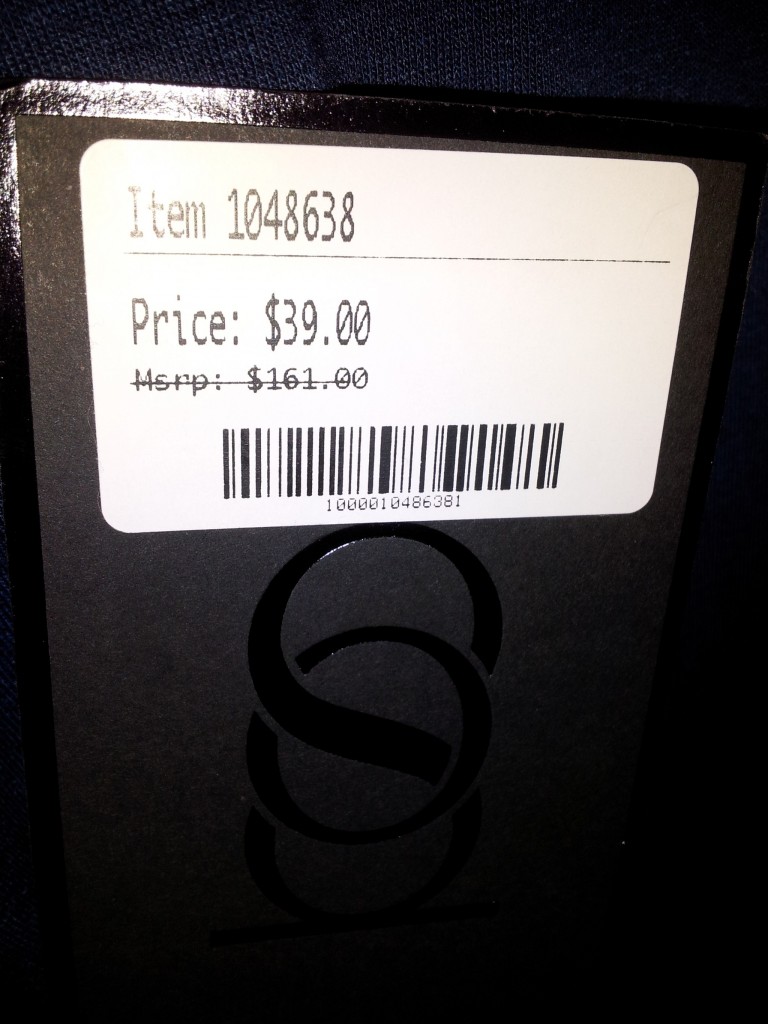 Item 1048638
Price: $39.00
Msrp: $161.00
1000010486381